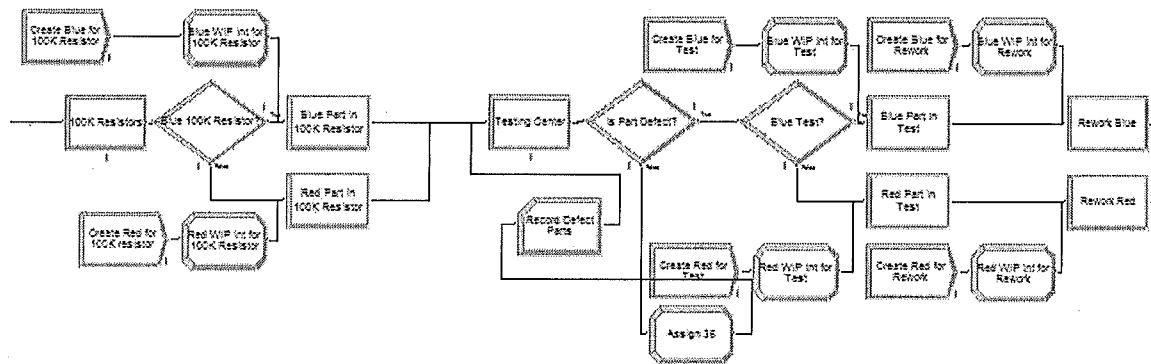 Create Blue for
100K Resistor
Blue WIP Int for
100K Resistor
100K Resistors
Blue 100K Resistor?
True
False
Blue Part in
100K Resistor
Red Part in
100K Resistor
Create Red for
100K resistor
Red WIP Int for
100K Resistor
Testing Center
Record Defect
Parts
Is Part Defect?
True
False
Create Blue for
Test
Blue WIP Int for
Test
Blue Test?
True
False
Create Red for
Test
Red WIP Int for
Test
Assign 36
Create Blue for
Rework
Blue WIP Int for
Rework
Blue Part in
Test
Red Part in
Test
Create Red for
Rework
Red WIP Int for
Rework
Rework Blue
Rework Red